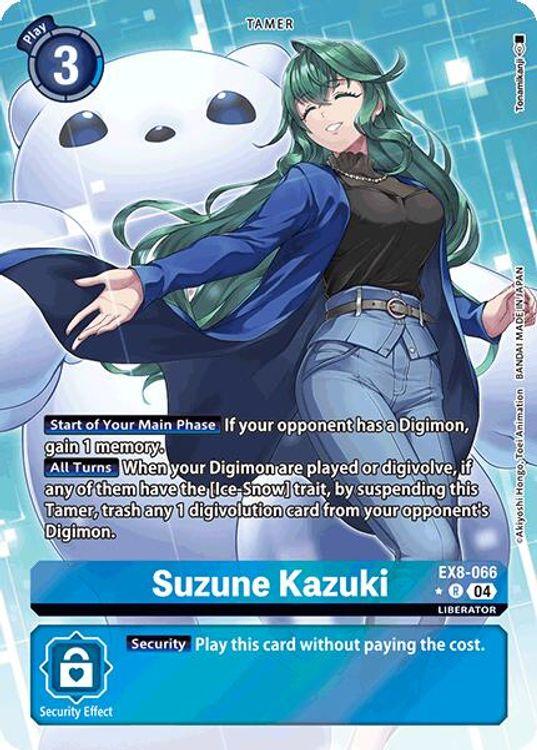 TAMER
Play
3
Tonamikanji
©Akiyoshi Hongo, Toei Animation BANDAI MADE IN JAPAN
Start of Your Main Phase If your opponent has a Digimon,
gain 1 memory.
All Turns When your Digimon are played or digivolve, if
any of them have the [Ice-Snow] trait, by suspending this
Tamer, trash any 1 digivolution card from your opponent's
Digimon.
Suzune Kazuki
EX8-066
★ R 04
LIBERATOR
Security Play this card without paying the cost.
Security Effect